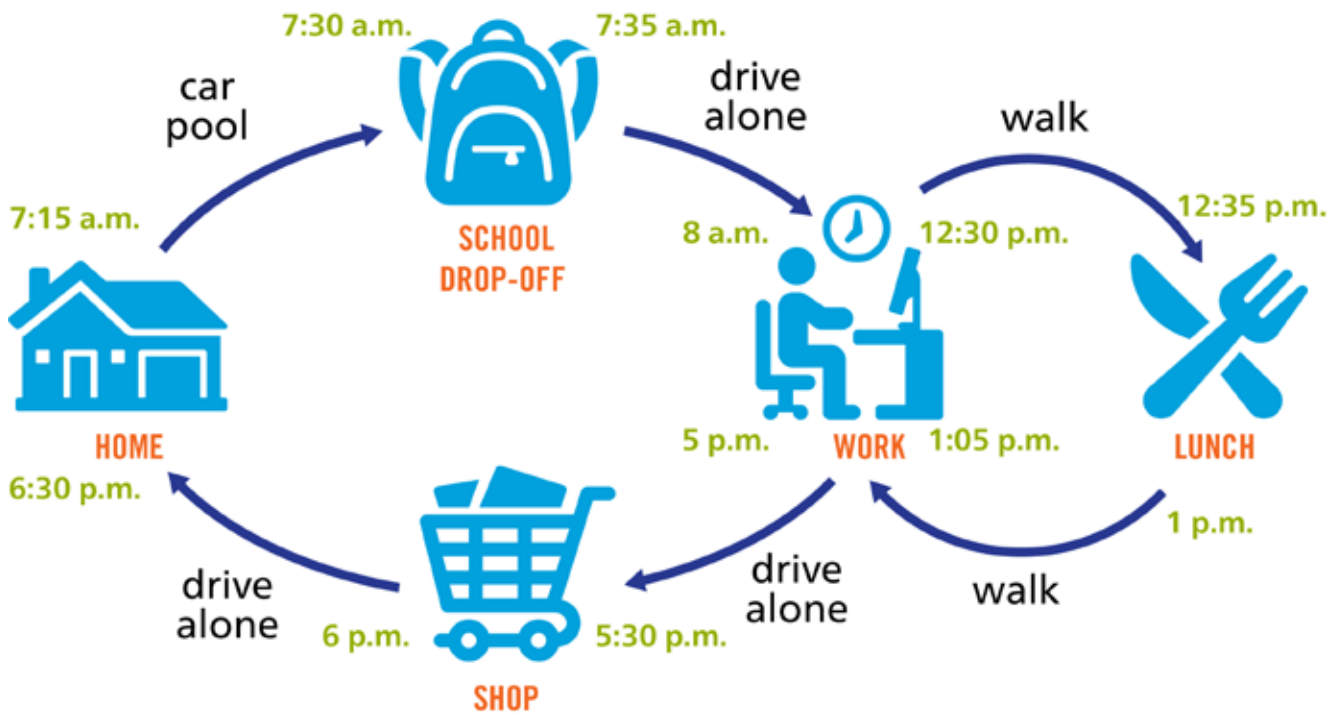 7:30 a.m.
7:35 a.m.
car
pool
drive
alone
walk
7:15 a.m.
SCHOOL
DROP-OFF
8 a.m.
12:30 p.m.
12:35 p.m.
HOME
5 p.m.
WORK
1:05 p.m.
LUNCH
6:30 p.m.
1 p.m.
drive
alone
6 p.m.
5:30 p.m.
drive
alone
walk
SHOP